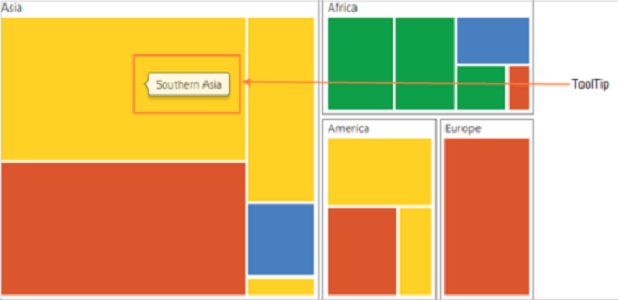 Asia
Africa
Southern Asia
ToolTip
America
Europe